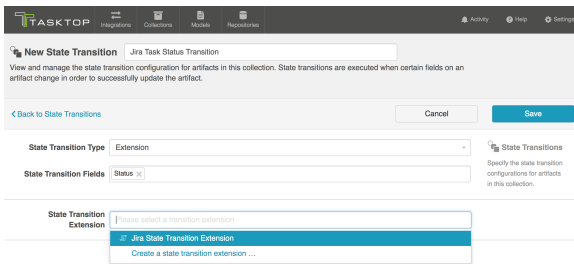 TASKTOP
Integrations
Collections
Models
Repositories
Activity
Help
Settings
New State Transition
Jira Task Status Transition
View and manage the state transition configuration for artifacts in this collection. State transitions are executed when certain fields on an
artifact change in order to successfully update the artifact.
Back to State Transitions
Cancel
Save
State Transition Type
Extension
State Transitions
Specify the state transition
configurations for artifacts
in this collection.
State Transition Fields
Status
State Transition
Extension
Please select a transition extension
Jira State Transition Extension
Create a state transition extension ...